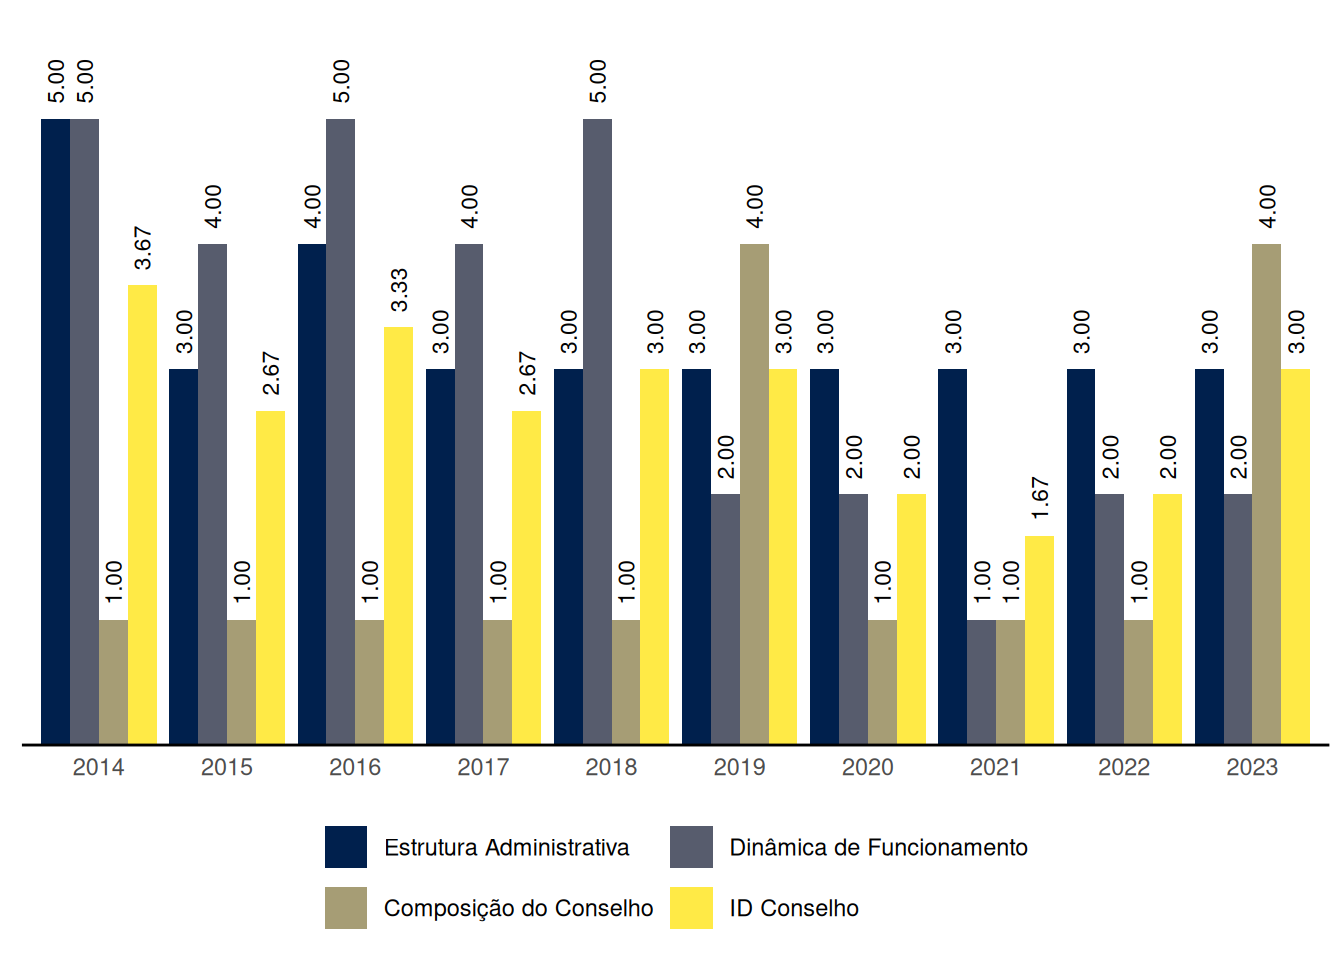 5.00 5.00 1.00 3.67 3.00 4.00 1.00 2.67 4.00 5.00 1.00 3.33 3.00 4.00 1.00 2.67 3.00 5.00 1.00 3.00 3.00 2.00 4.00 3.00 3.00 2.00 1.00 2.00 3.00 1.00 1.00 1.67 3.00 2.00 1.00 2.00 3.00 2.00 4.00 3.00
2014 2015 2016 2017 2018 2019 2020 2021 2022 2023
Estrutura Administrativa Dinâmica de Funcionamento
Composição do Conselho ID Conselho